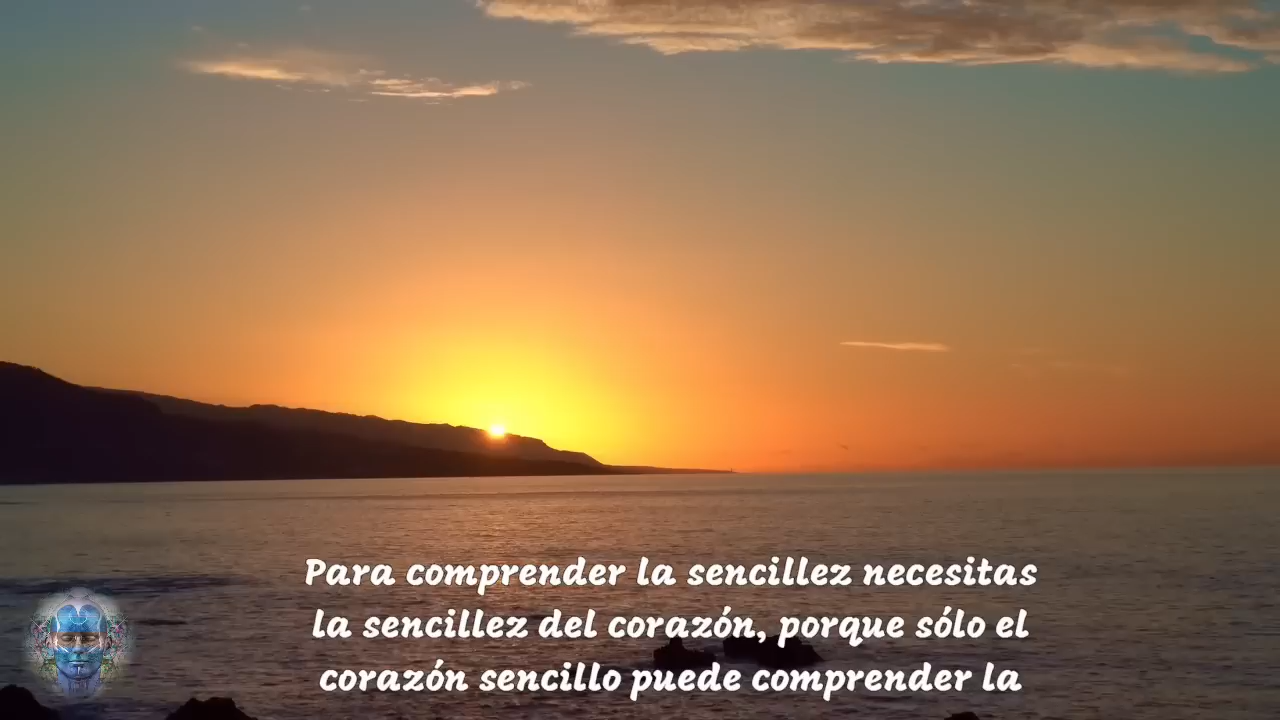 Para comprender la sencillez necesitas
la sencillez del corazón, porque sólo el
corazón sencillo puede comprender la